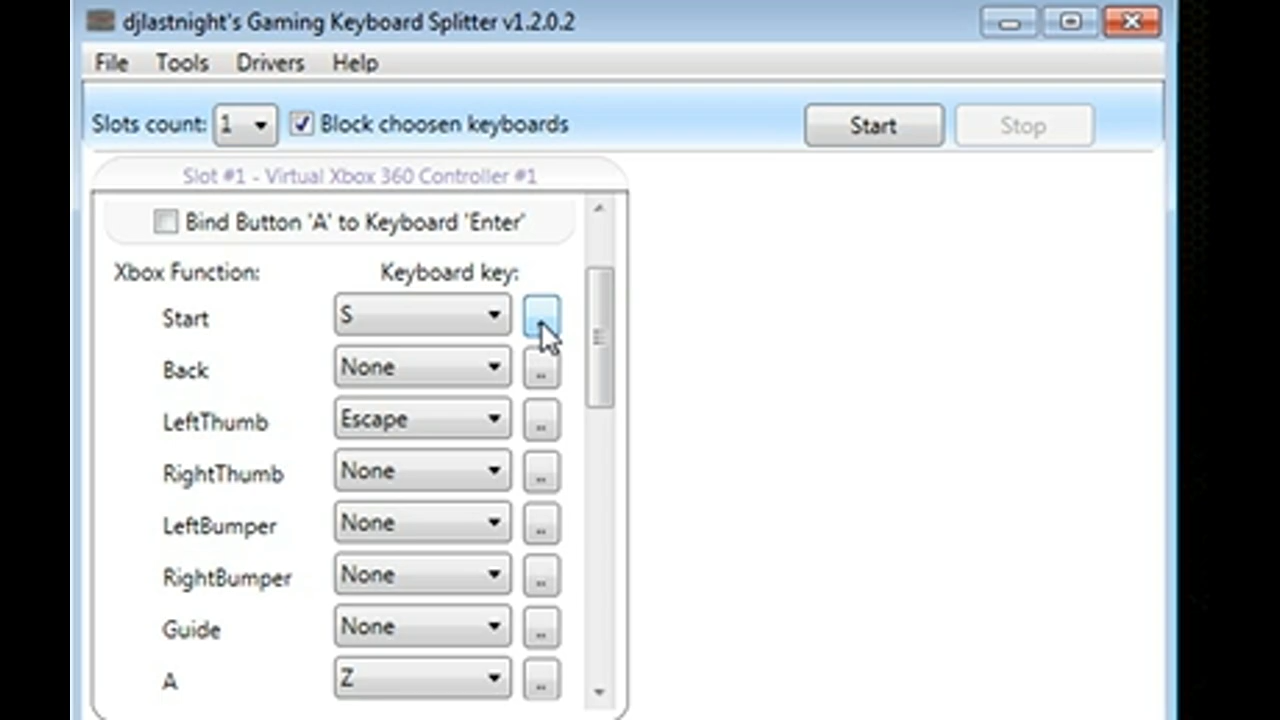 djlastnight's Gaming Keyboard Splitter v1.2.0.2
File Tools Drivers Help
Slots count: 1 Block choosen keyboards Start Stop
Slot #1 - Virtual Xbox 360 Controller #1
Bind Button 'A' to Keyboard 'Enter'
Xbox Function: Keyboard key:
Start S
Back None ..
LeftThumb Escape ..
RightThumb None ..
LeftBumper None ..
RightBumper None ..
Guide None ..
A Z ..